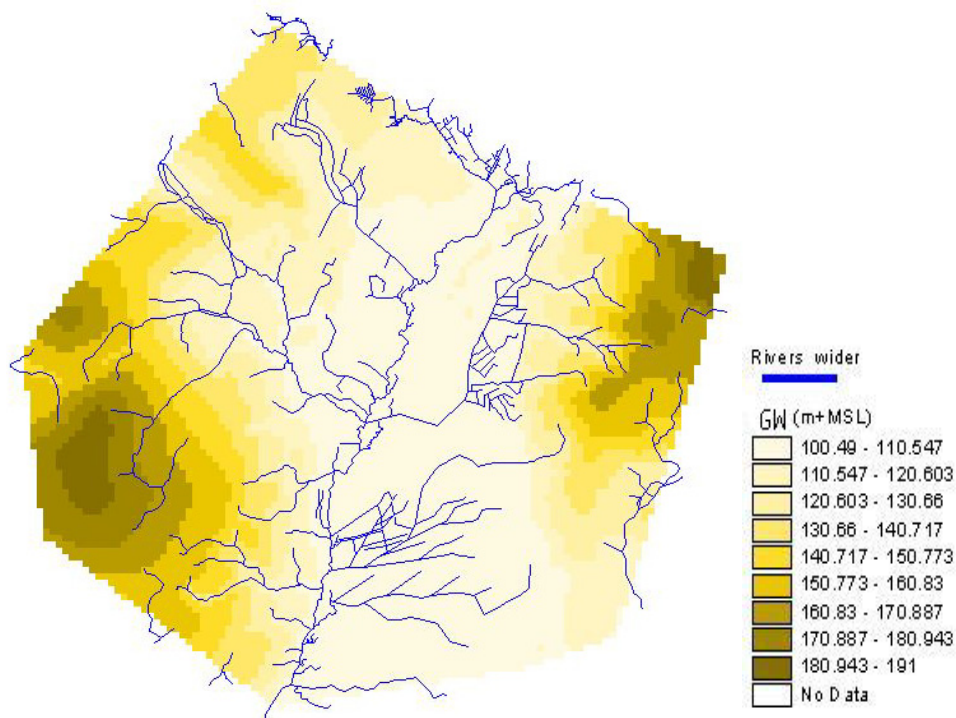 Rivers wider
GW (m+MSL)
100.49 - 110.547
110.547 - 120.603
120.603 - 130.66
130.66 - 140.717
140.717 - 150.773
150.773 - 160.83
160.83 - 170.887
170.887 - 180.943
180.943 - 191
No Data